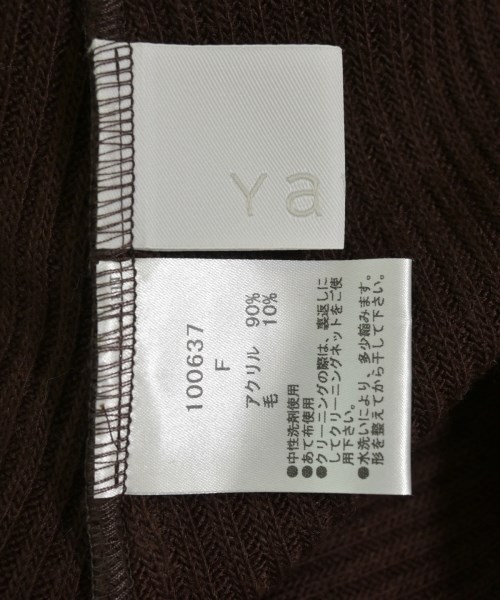 Ya
100637
F
アクリル 90%
毛 10%
●中性洗剤使用
●あて布使用
●クリーニングの際は、裏返しに
してクリーニングネットをご使
用下さい。
●水洗いにより、多少縮みます。
形を整えてから干して下さい。